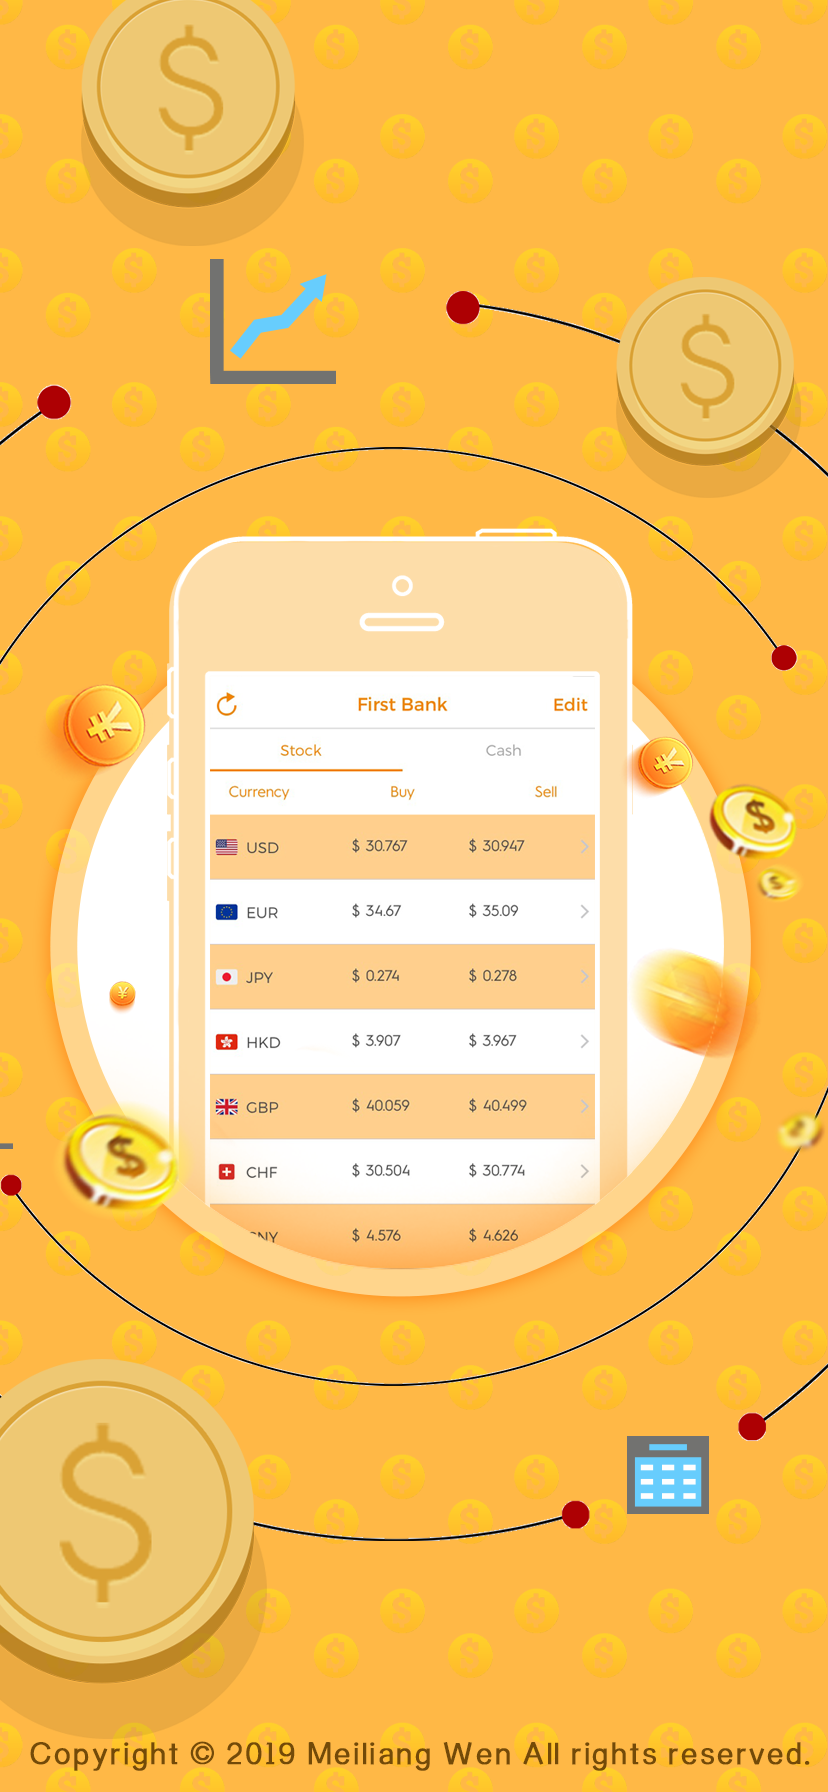 First Bank Edit
Stock Cash
Currency Buy Sell
USD $ 30.767 $ 30.947
EUR $ 34.67 $ 35.09
JPY $ 0.274 $ 0.278
HKD $ 3.907 $ 3.967
GBP $ 40.059 $ 40.499
CHF $ 30.504 $ 30.774
$ 4.576 $ 4.626
Copyright © 2019 Meiliang Wen All rights reserved.